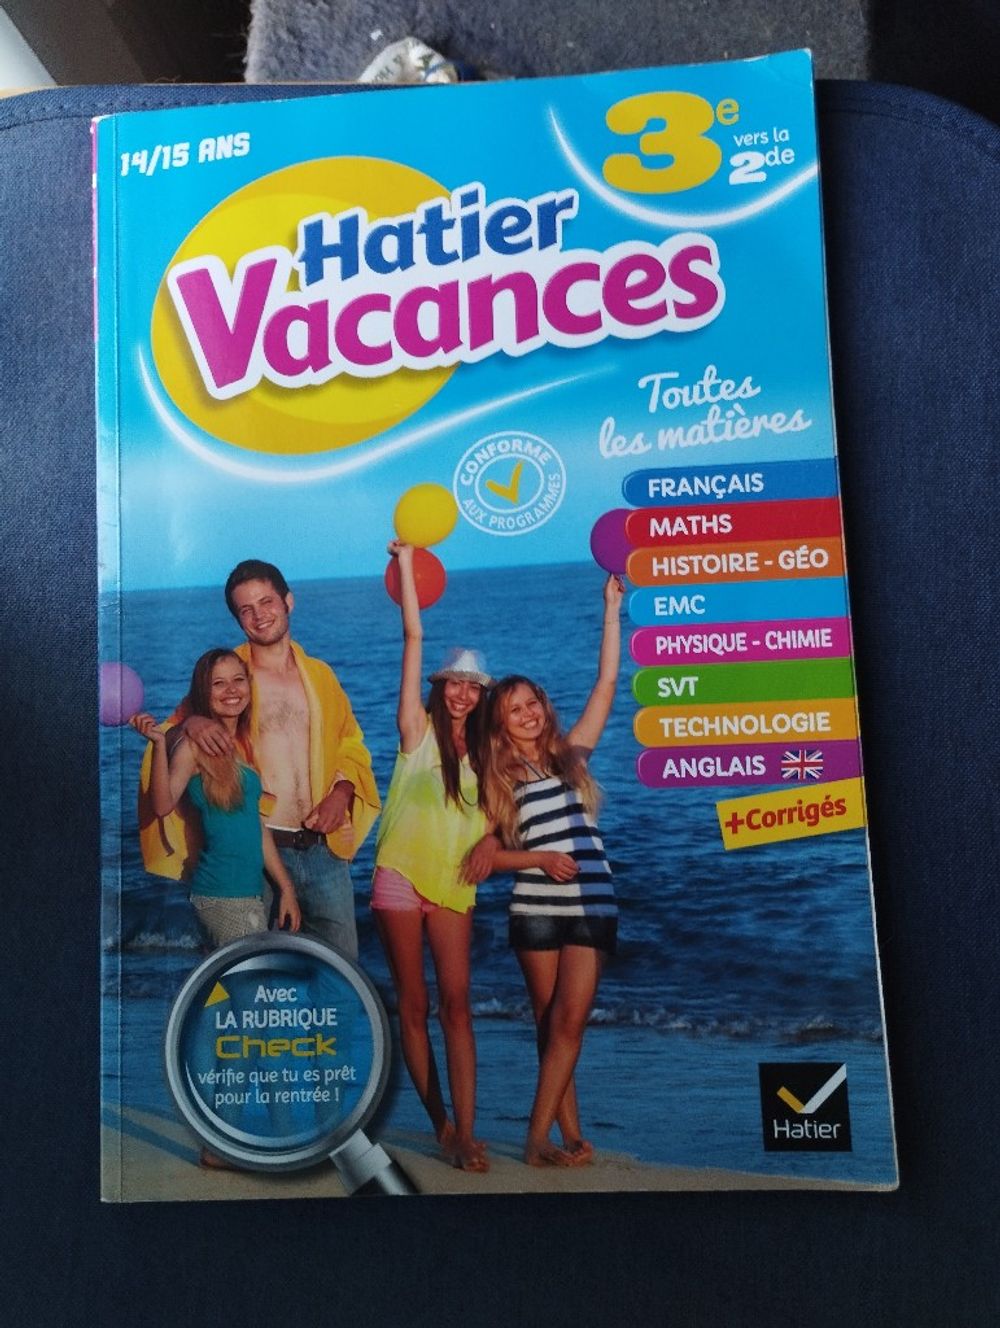 14/15 ANS
3e
vers la
2de
Hatier
Vacances
Toutes
les matières
CONFORME
AUX PROGRAMMES
FRANÇAIS
MATHS
HISTOIRE - GÉO
EMC
PHYSIQUE - CHIMIE
SVT
TECHNOLOGIE
ANGLAIS
+Corrigés
Avec
LA RUBRIQUE
Check
vérifie que tu es prêt
pour la rentrée !
Hatier